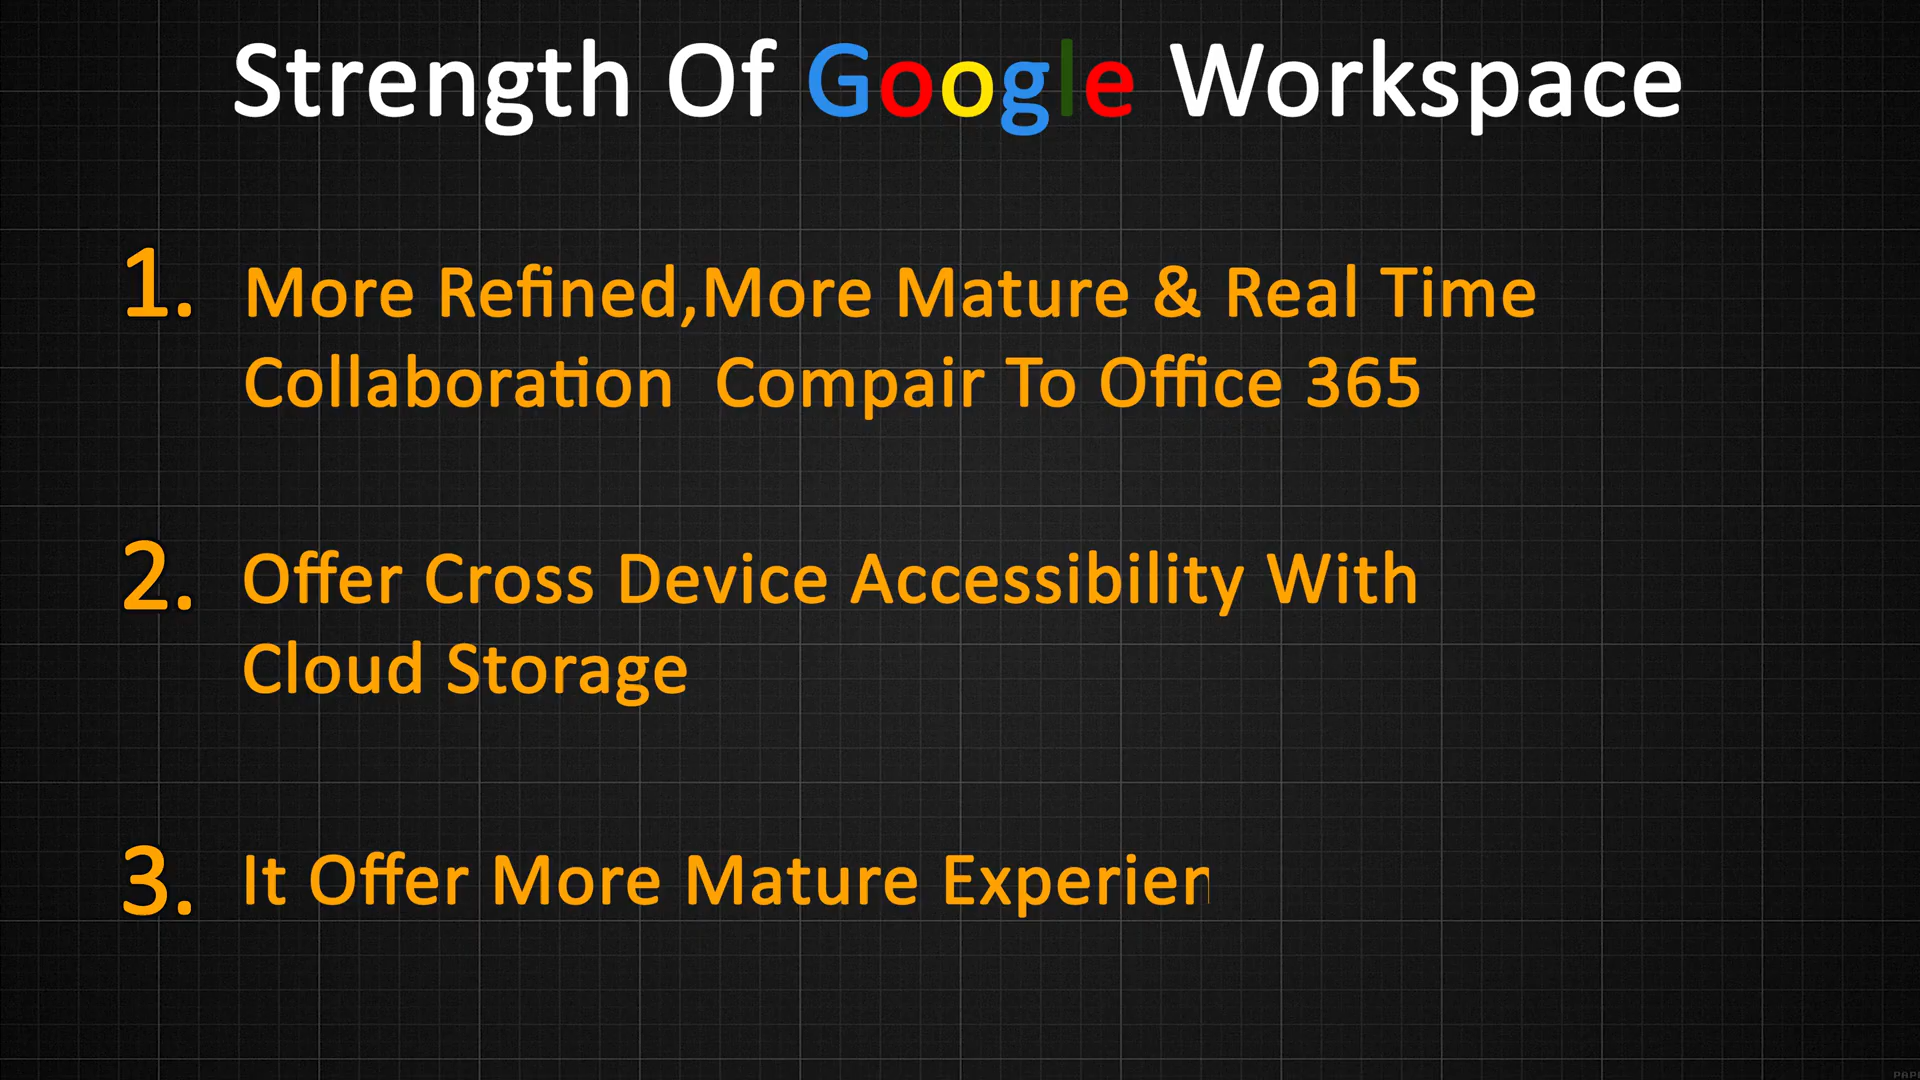 Strength Of Google Workspace
1. More Refined,More Mature & Real Time
Collaboration Compair To Office 365
2. Offer Cross Device Accessibility With
Cloud Storage
3. It Offer More Mature Experien